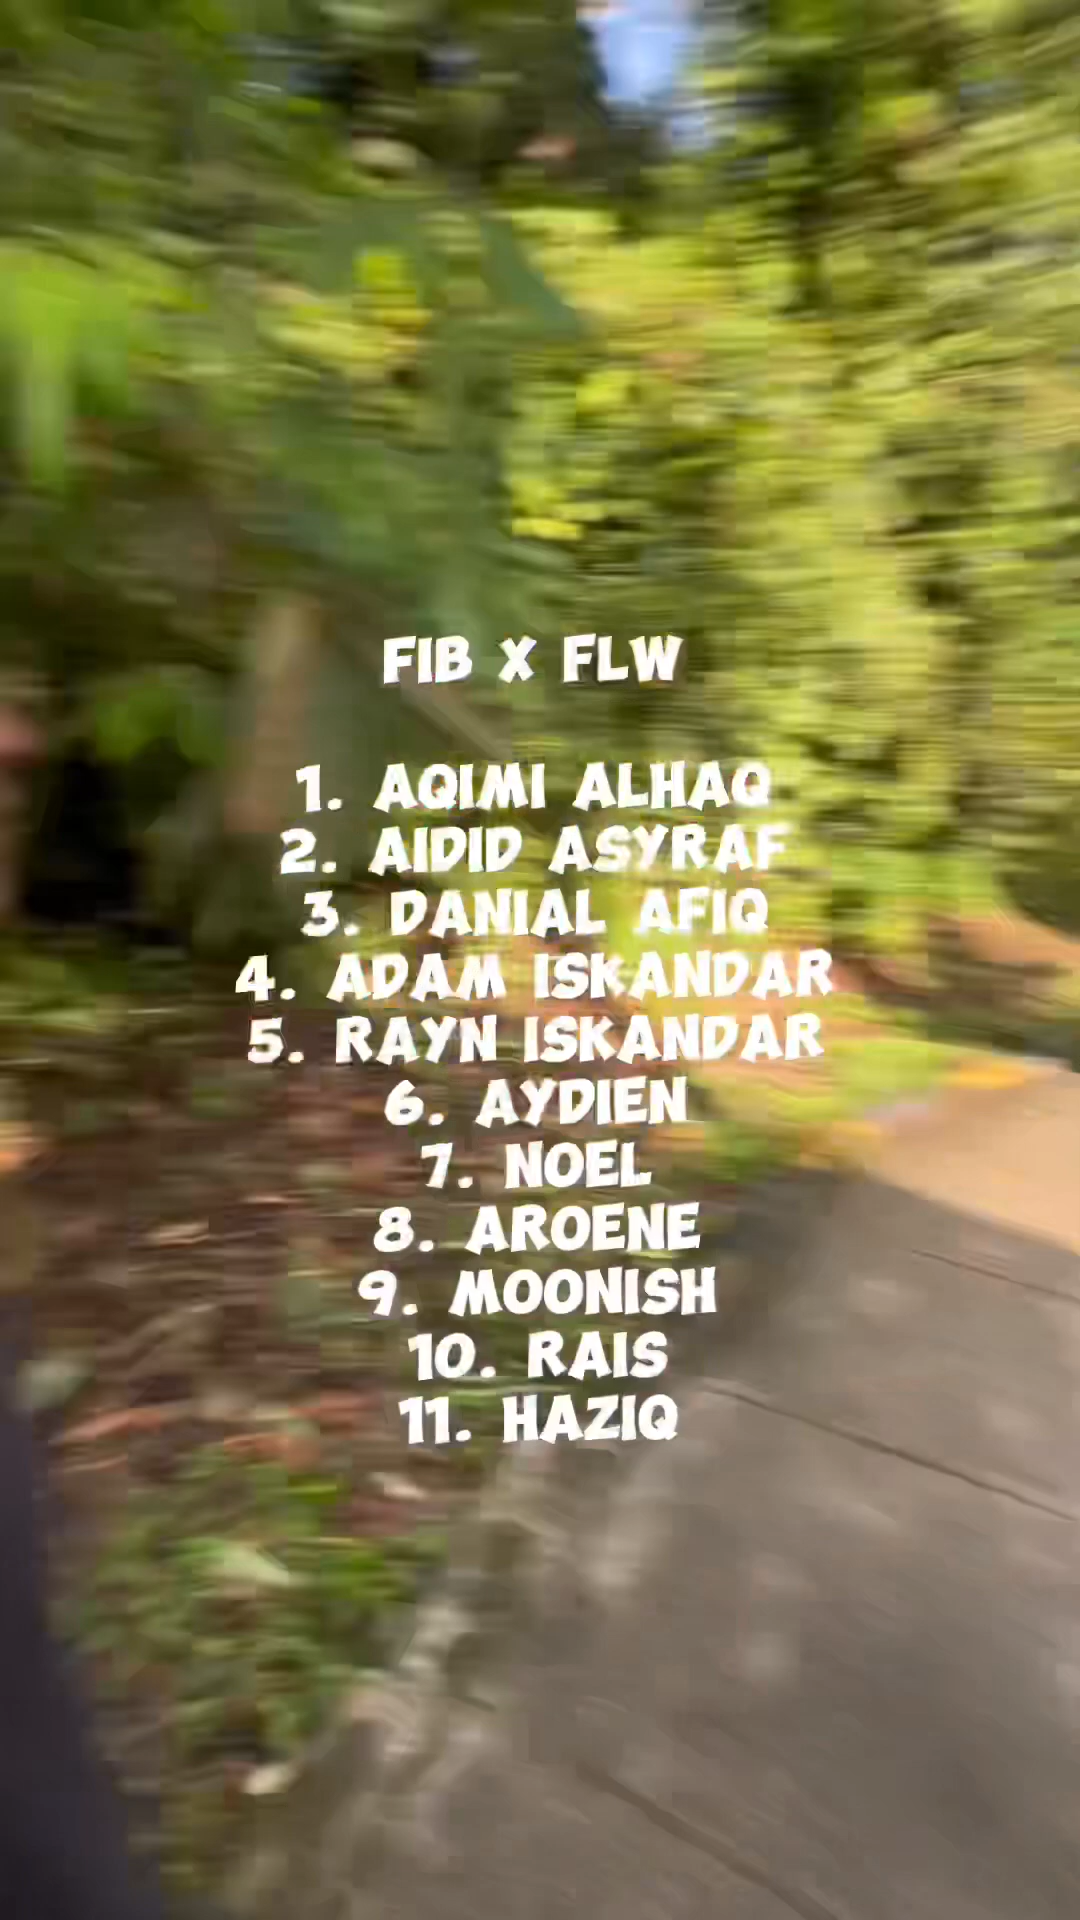 FIB X FLW
1. AQIMI ALHAQ
2. AIDID ASYRAF
3. DANIAL AFIQ
4. ADAM ISKANDAR
5. RAYN ISKANDAR
6. AYDIEN
7. NOEL
8. AROENE
9. MOONISH
10. RAIS
11. HAZIQ